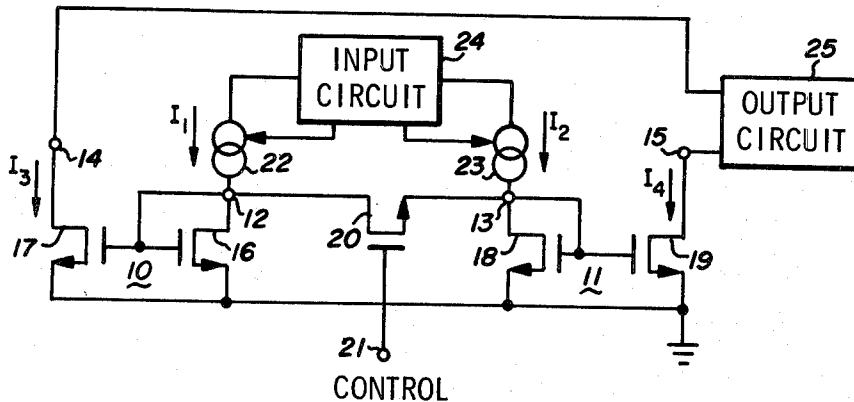 24
INPUT
CIRCUIT
25
OUTPUT
CIRCUIT
I1
I2
22
23
14
15
I3
I4
12
13
17
10
16
20
18
11
19
21
CONTROL